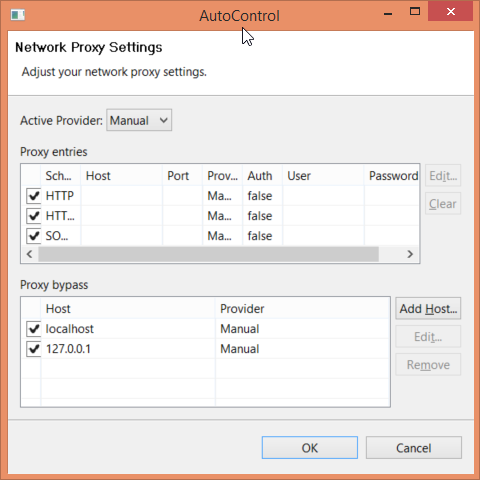 AutoControl
Network Proxy Settings
Adjust your network proxy settings.
Active Provider: Manual
Proxy entries
Sch... Host Port Prov... Auth User Password
HTTP Ma... false
HTT... Ma... false
SO... Ma... false
Edit...
Clear
Proxy bypass
Host Provider
localhost Manual
127.0.0.1 Manual
Add Host...
Edit...
Remove
OK Cancel